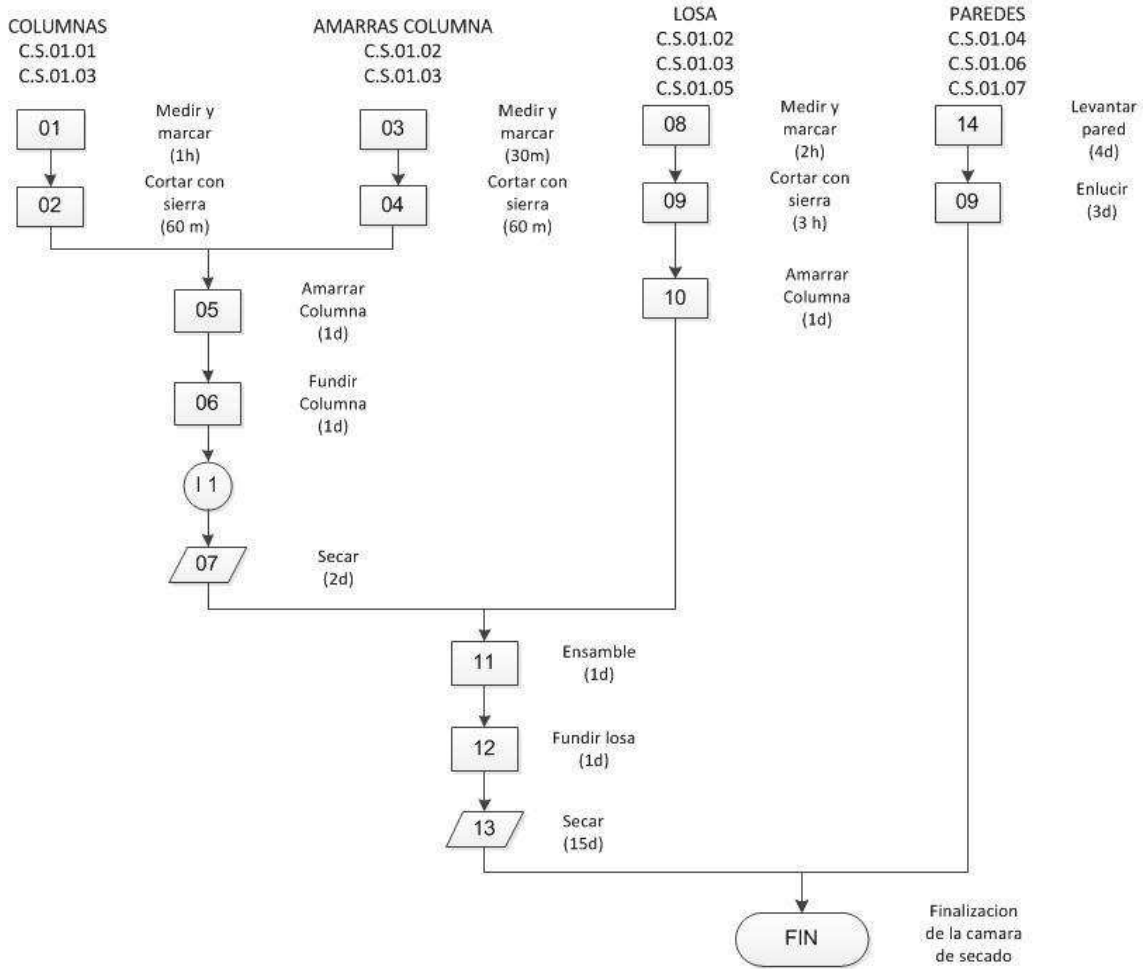 COLUMNAS
C.S.01.01
C.S.01.03
01
Medir y
marcar
(1h)
02
Cortar con
sierra
(60 m)
AMARRAS COLUMNA
C.S.01.02
C.S.01.03
03
Medir y
marcar
(30m)
04
Cortar con
sierra
(60 m)
05
Amarrar
Columna
(1d)
06
Fundir
Columna
(1d)
I 1
07
Secar
(2d)
LOSA
C.S.01.02
C.S.01.03
C.S.01.05
08
Medir y
marcar
(2h)
09
Cortar con
sierra
(3 h)
10
Amarrar
Columna
(1d)
11
Ensamble
(1d)
12
Fundir losa
(1d)
13
Secar
(15d)
PAREDES
C.S.01.04
C.S.01.06
C.S.01.07
14
Levantar
pared
(4d)
09
Enlucir
(3d)
FIN
Finalizacion
de la camara
de secado